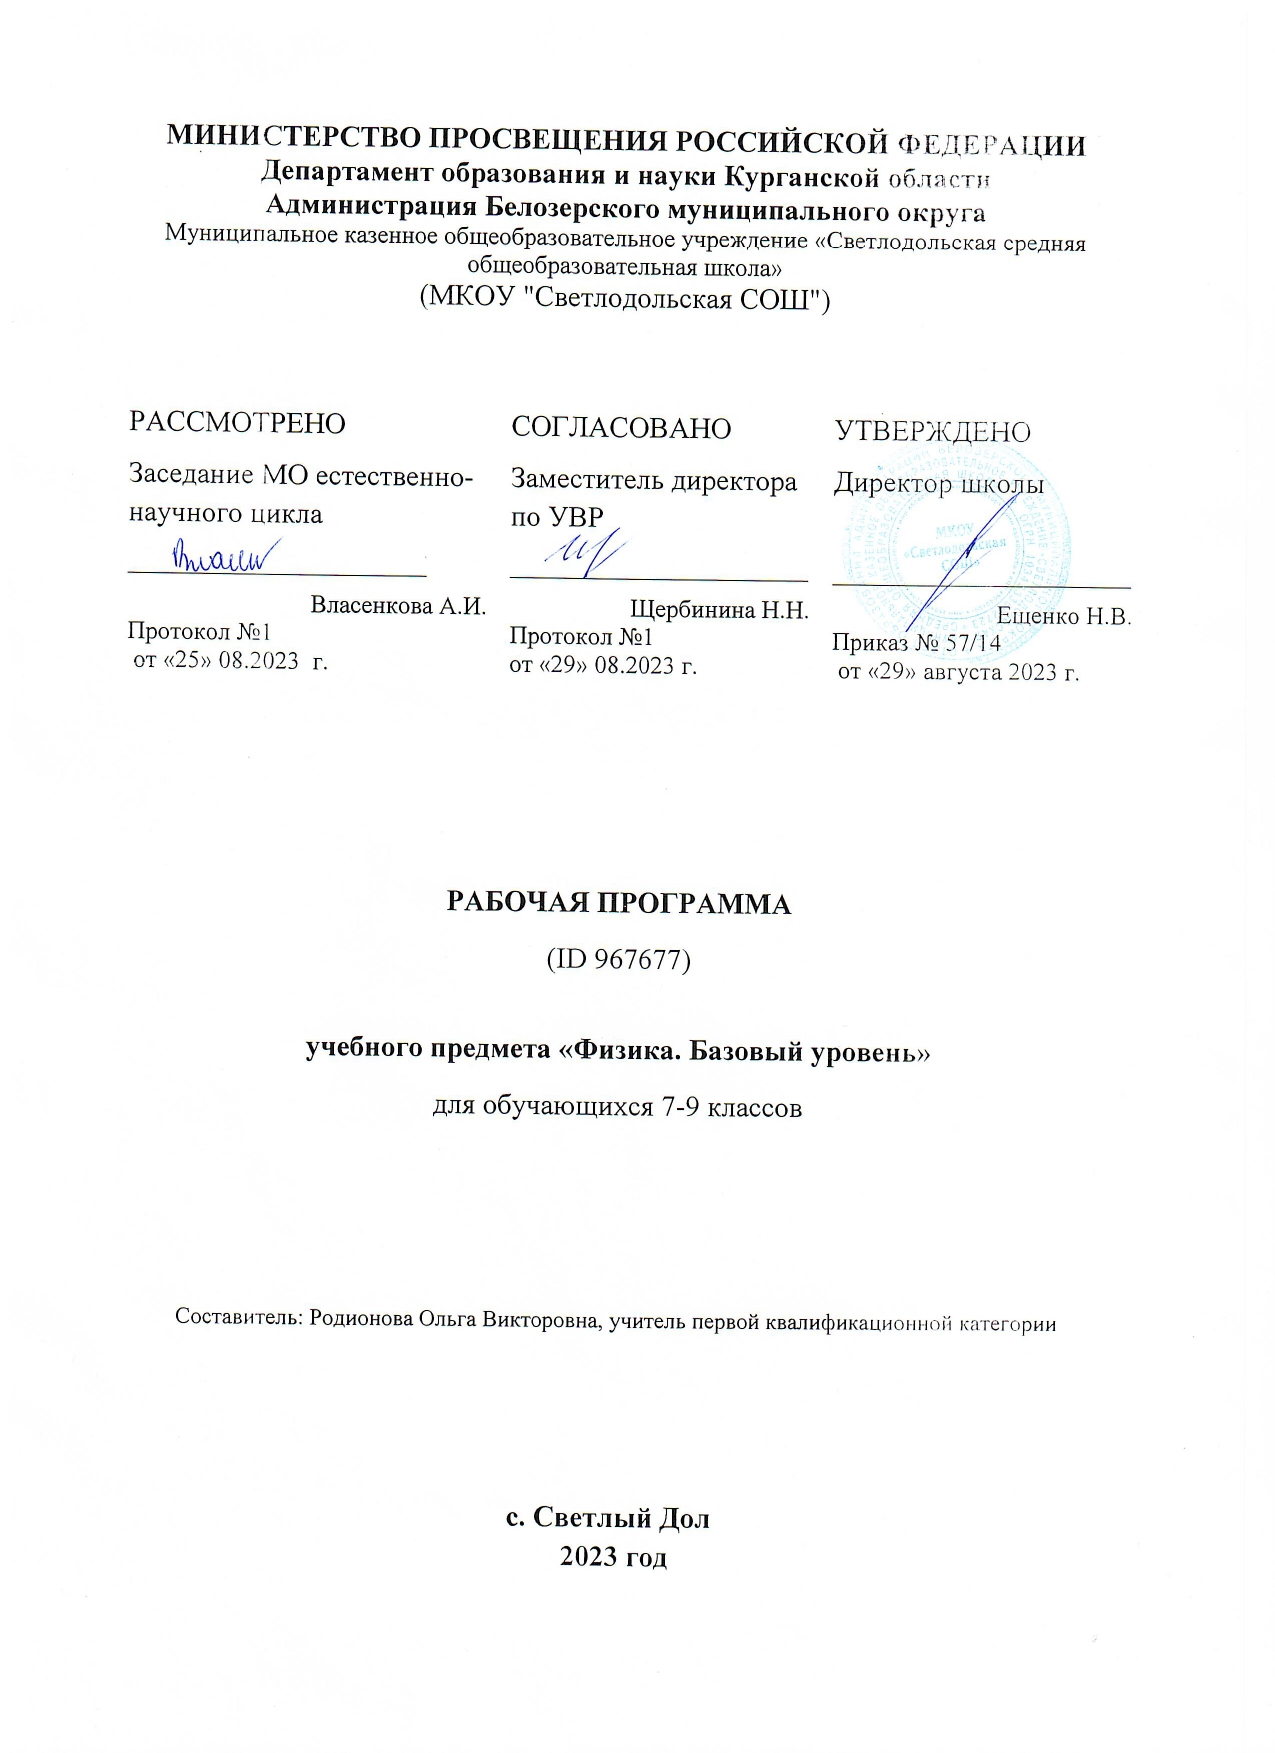 МИНИСТЕРСТВО ПРОСВЕЩЕНИЯ РОССИЙСКОЙ ФЕДЕРАЦИИ
Департамент образования и науки Курганской области
Администрация Белозерского муниципального округа
Муниципальное казенное общеобразовательное учреждение «Светлодольская средняя
общеобразовательная школа»
(МКОУ "Светлодольская СОШ")
РАССМОТРЕНО
Заседание МО естественно-
научного цикла
Власенкова А.И.
Протокол №1
от «25» 08.2023 г.
СОГЛАСОВАНО
Заместитель директора
по УВР
Щербинина Н.Н.
Протокол №1
от «29» 08.2023 г.
УТВЕРЖДЕНО
Директор школы
МКОУ
«Светлодольская
СОШ»
Ещенко Н.В.
Приказ № 57/14
от «29» августа 2023 г.
РАБОЧАЯ ПРОГРАММА
(ID 967677)
учебного предмета «Физика. Базовый уровень»
для обучающихся 7-9 классов
Составитель: Родионова Ольга Викторовна, учитель первой квалификационной категории
с. Светлый Дол
2023 год